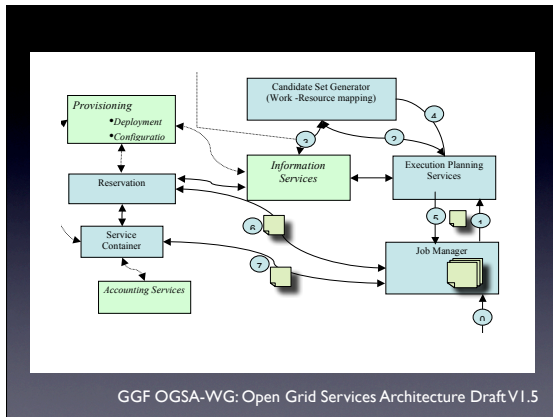 Candidate Set Generator
(Work -Resource mapping)
Provisioning
•Deployment
•Configuratio
4
3
2
Information
Services
Execution Planning
Services
Reservation
5
1
6
Service
Container
Job Manager
7
Accounting Services
0
GGF OGSA-WG: Open Grid Services Architecture Draft V1.5